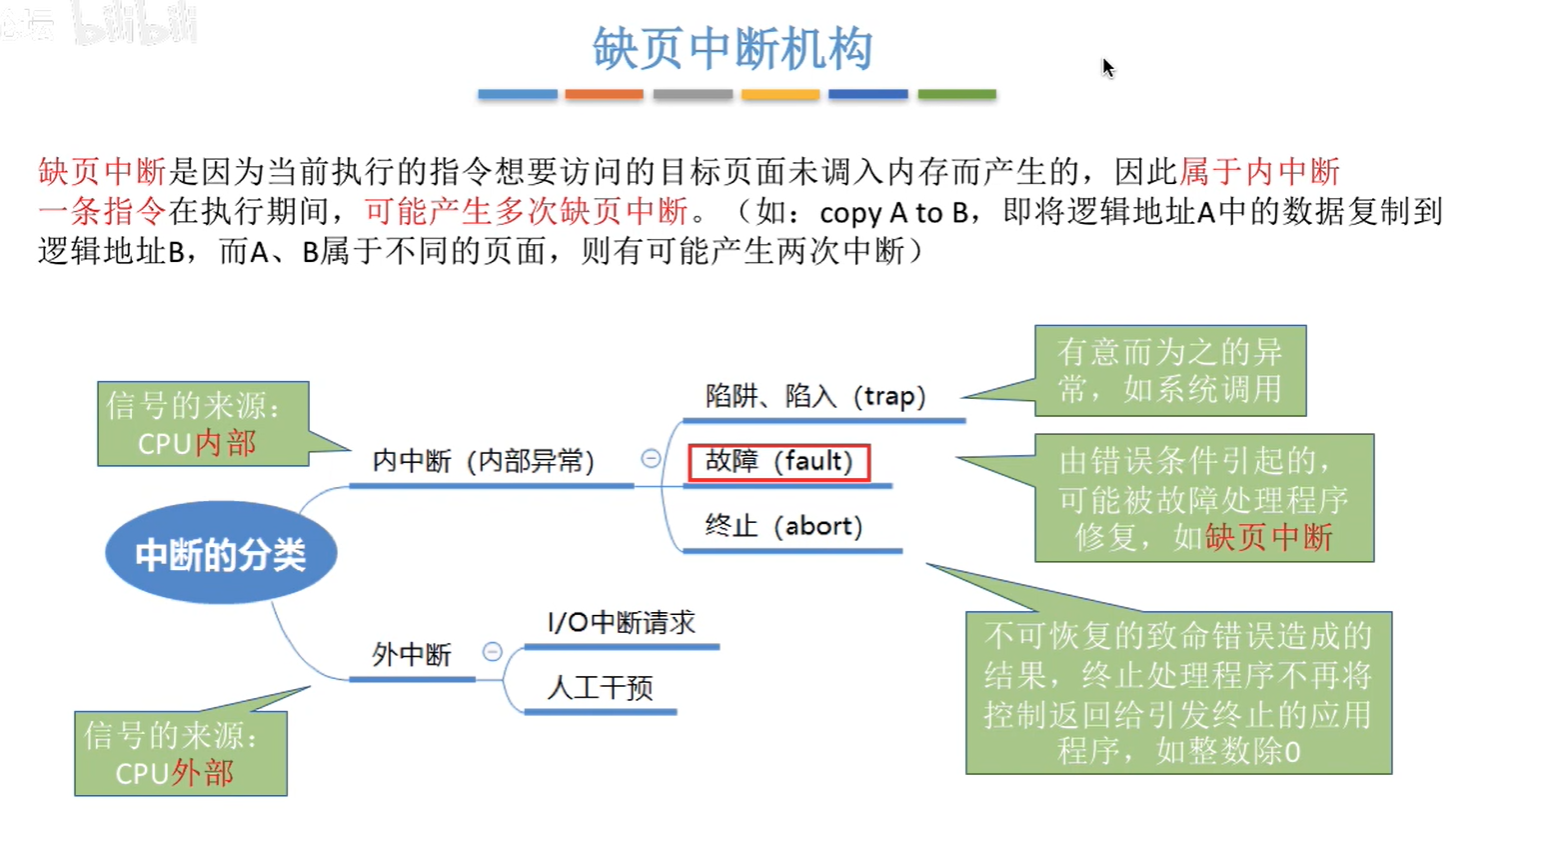 论坛 bilibili
缺页中断机构
缺页中断是因为当前执行的指令想要访问的目标页面未调入内存而产生的，因此属于内中断
一条指令在执行期间，可能产生多次缺页中断。（如：copy A to B，即将逻辑地址A中的数据复制到
逻辑地址B，而A、B属于不同的页面，则有可能产生两次中断）
有意而为之的异
常，如系统调用
信号的来源：
CPU内部
陷阱、陷入（trap）
内中断（内部异常）
故障（fault）
由错误条件引起的，
可能被故障处理程序
修复，如缺页中断
终止（abort）
中断的分类
I/O中断请求
外中断
人工干预
不可恢复的致命错误造成的
结果，终止处理程序不再将
控制返回给引发终止的应用
程序，如整数除0
信号的来源：
CPU外部